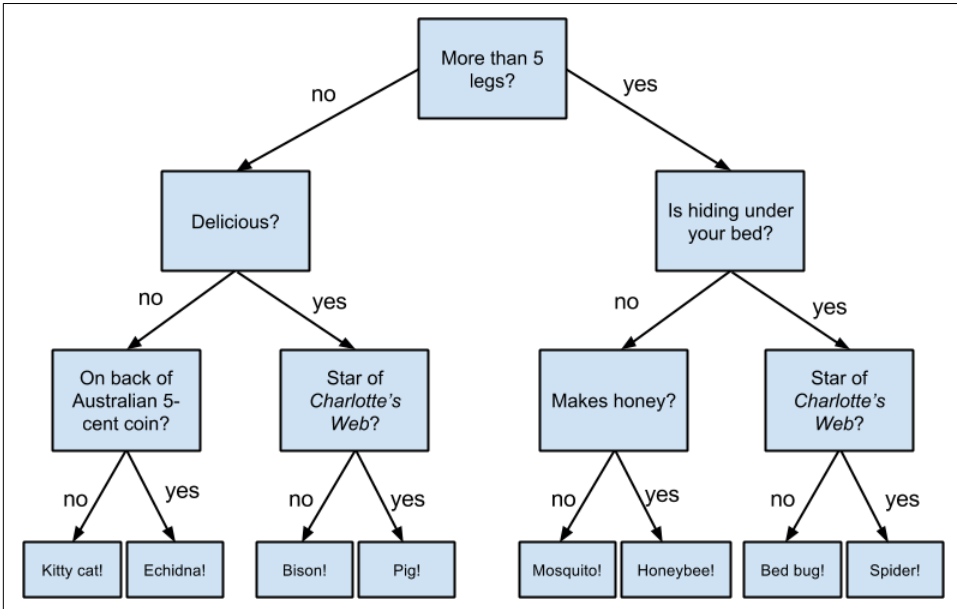 More than 5
legs?
no
yes
Delicious?
Is hiding under
your bed?
no
yes
no
yes
On back of
Australian 5-
cent coin?
Star of
Charlotte's
Web?
Makes honey?
Star of
Charlotte's
Web?
no
yes
no
yes
no
yes
no
yes
Kitty cat!
Echidna!
Bison!
Pig!
Mosquito!
Honeybee!
Bed bug!
Spider!